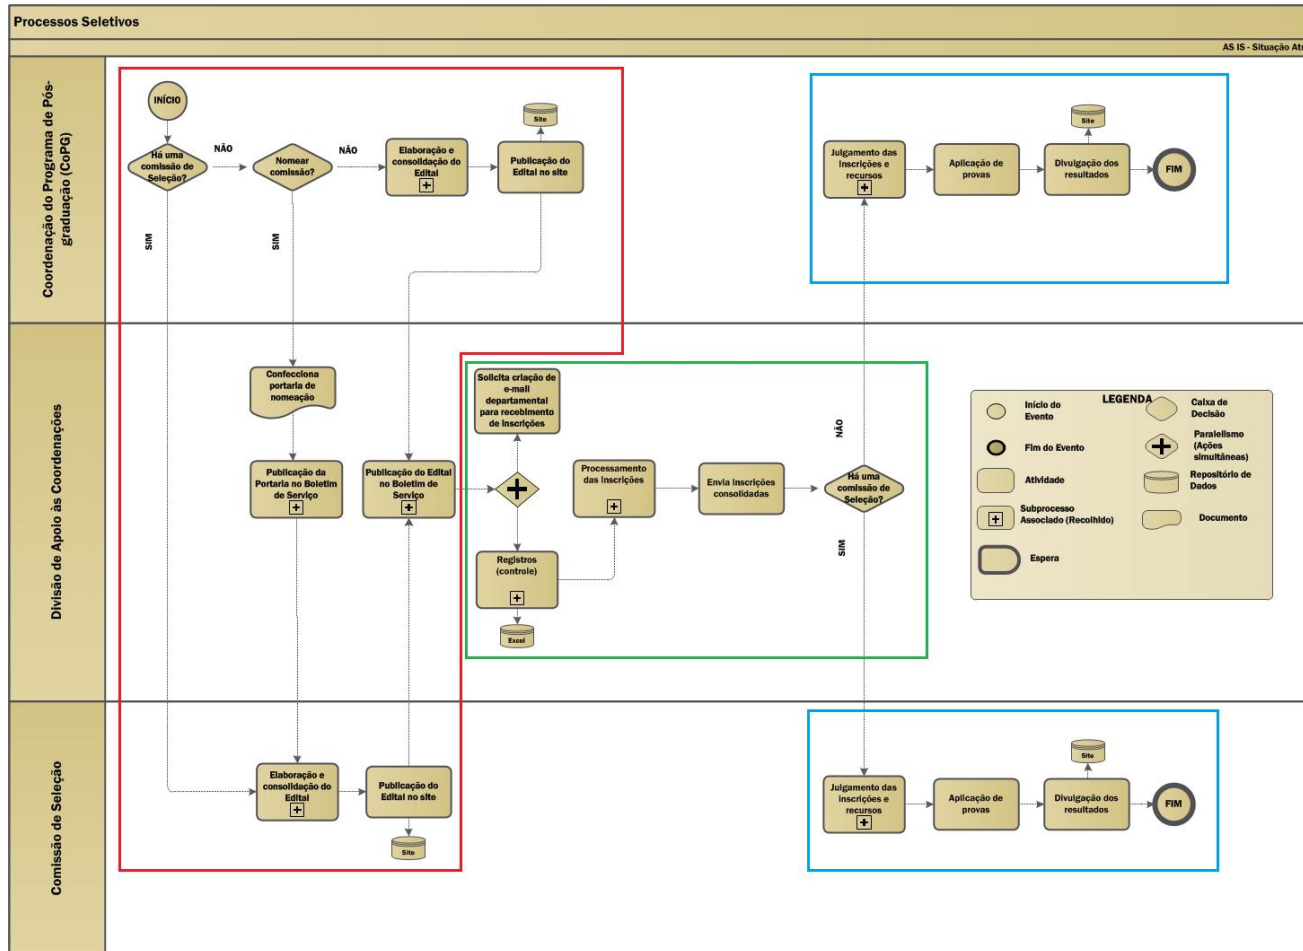 Processos Seletivos
AS IS - Situação Atu
Coordenação do Programa de Pós-
graduação (CoPG)
INÍCIO
Há uma
comissão de
Seleção?
NÃO
Nomear
comissão?
NÃO
Elaboração e
consolidação do
Edital
Site
Publicação do
Edital no site
SIM
SIM
Julgamento das
inscrições e
recursos
Aplicação de
provas
Site
Divulgação dos
resultados
FIM
Divisão de Apoio às Coordenações
Confecciona
portaria de
nomeação
Publicação da
Portaria no Boletim
de Serviço
Publicação do Edital
no Boletim de
Serviço
Solicita criação de
e-mail
departamental
para recebimento
de inscrições
Registros
(controle)
Excel
Processamento
das inscrições
Envia inscrições
consolidadas
Há uma
comissão de
Seleção?
NÃO
SIM
LEGENDA
Início do
Evento
Fim do Evento
Atividade
Subprocesso
Associado (Recolhido)
Espera
Caixa de
Decisão
Paralelismo
(Ações
simultâneas)
Repositório de
Dados
Documento
Comissão de Seleção
Elaboração e
consolidação do
Edital
Publicação do
Edital no site
Site
Julgamento das
inscrições e
recursos
Aplicação de
provas
Site
Divulgação dos
resultados
FIM